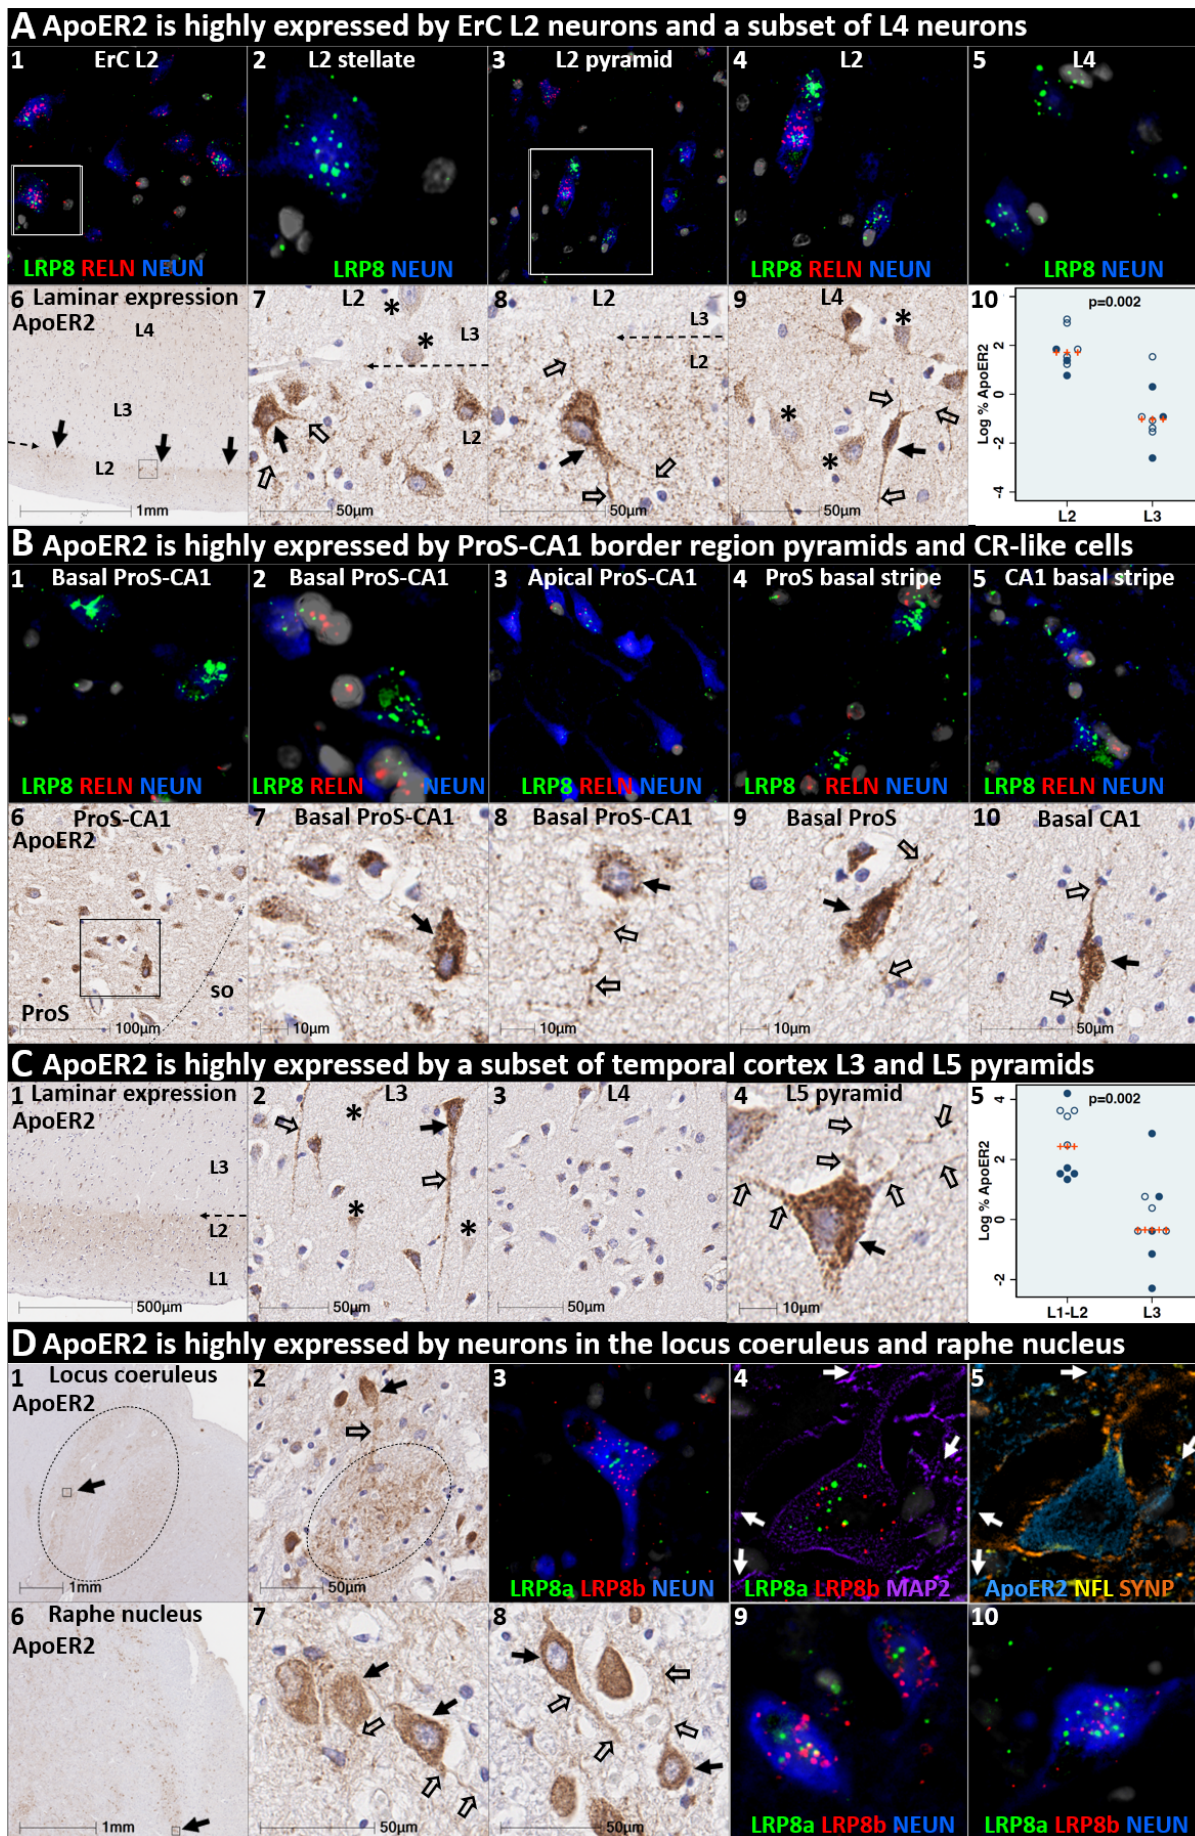 A ApoER2 is highly expressed by ErC L2 neurons and a subset of L4 neurons
1 ErC L2
LRP8 RELN NEUN
2 L2 stellate
LRP8 NEUN
3 L2 pyramid
4 L2
LRP8 RELN NEUN
5 L4
LRP8 NEUN
6 Laminar expression
ApoER2
L4
L3
L2
1mm
7 L2
*
*
L3
L2
50µm
8 L2
L3
L2
50µm
9 L4
*
*
*
50µm
10
p=0.002
Log % ApoER2
2
0
-2
-4
L2 L3
B ApoER2 is highly expressed by ProS-CA1 border region pyramids and CR-like cells
1 Basal ProS-CA1
LRP8 RELN NEUN
2 Basal ProS-CA1
LRP8 RELN NEUN
3 Apical ProS-CA1
LRP8 RELN NEUN
4 ProS basal stripe
LRP8 RELN NEUN
5 CA1 basal stripe
LRP8 RELN NEUN
6 ProS-CA1
ApoER2
so
ProS
100µm
7 Basal ProS-CA1
10µm
8 Basal ProS-CA1
10µm
9 Basal ProS
10µm
10 Basal CA1
50µm
C ApoER2 is highly expressed by a subset of temporal cortex L3 and L5 pyramids
1 Laminar expression
ApoER2
L3
L2
L1
500µm
2 L3
*
*
*
50µm
3 L4
50µm
4 L5 pyramid
10µm
5
p=0.002
Log % ApoER2
4
2
0
-2
L1-L2 L3
D ApoER2 is highly expressed by neurons in the locus coeruleus and raphe nucleus
1 Locus coeruleus
ApoER2
1mm
2
50µm
3
LRP8a LRP8b NEUN
4
LRP8a LRP8b MAP2
5
ApoER2 NFL SYNP
6 Raphe nucleus
ApoER2
1mm
7
50µm
8
50µm
9
LRP8a LRP8b NEUN
10
LRP8a LRP8b NEUN